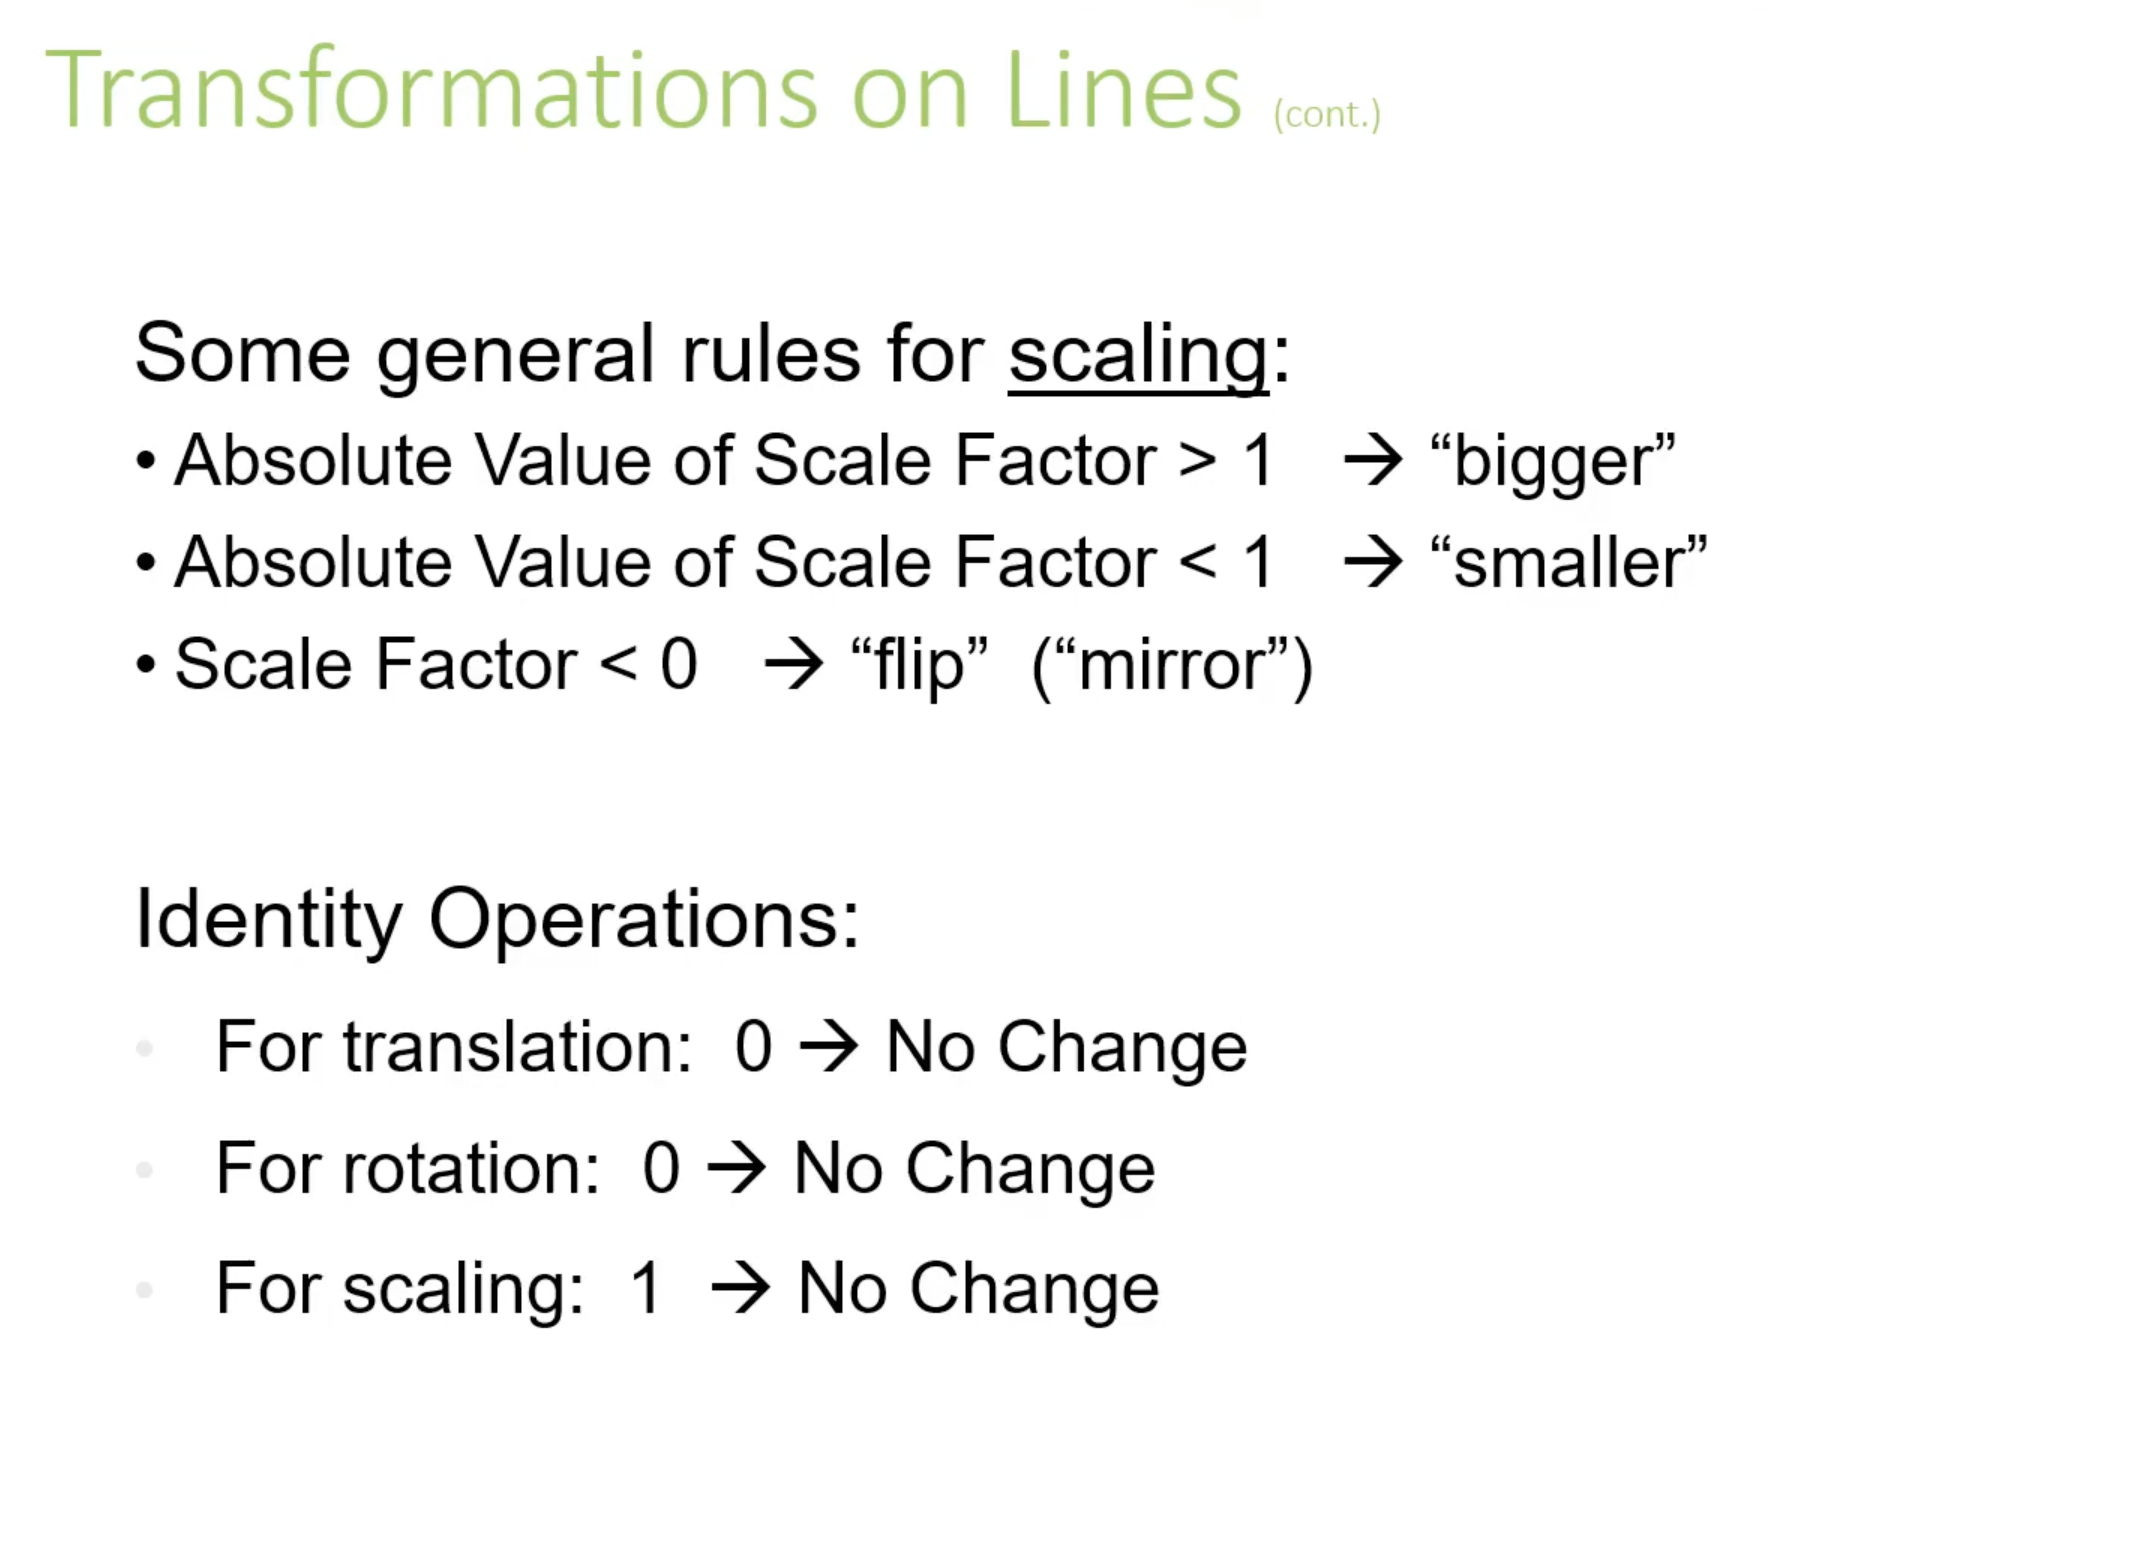 Transformations on Lines (cont.)
Some general rules for scaling:
• Absolute Value of Scale Factor > 1 → “bigger”
• Absolute Value of Scale Factor < 1 → “smaller”
• Scale Factor < 0 → “flip” (“mirror”)
Identity Operations:
• For translation: 0 → No Change
• For rotation: 0 → No Change
• For scaling: 1 → No Change